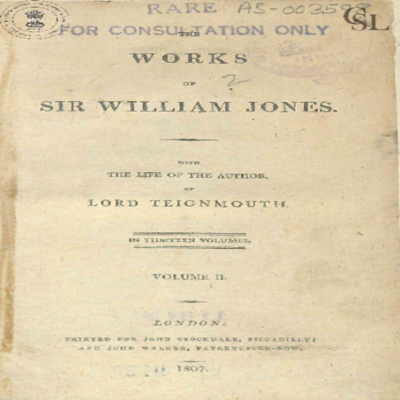 RARE AS-00359
CSL
FOR CONSULTATION ONLY
THE
WORKS
OF
2
SIR WILLIAM JONES.
WITH
THE LIFE OF THE AUTHOR,
BY
LORD TEIGNMOUTH.
IN THIRTEEN VOLUMES.
VOLUME II.
LONDON:
PRINTED FOR JOHN STOCKDALE, PICCADILLY;
AND JOHN WALKER, PATERNOSTER-ROW.
1807.